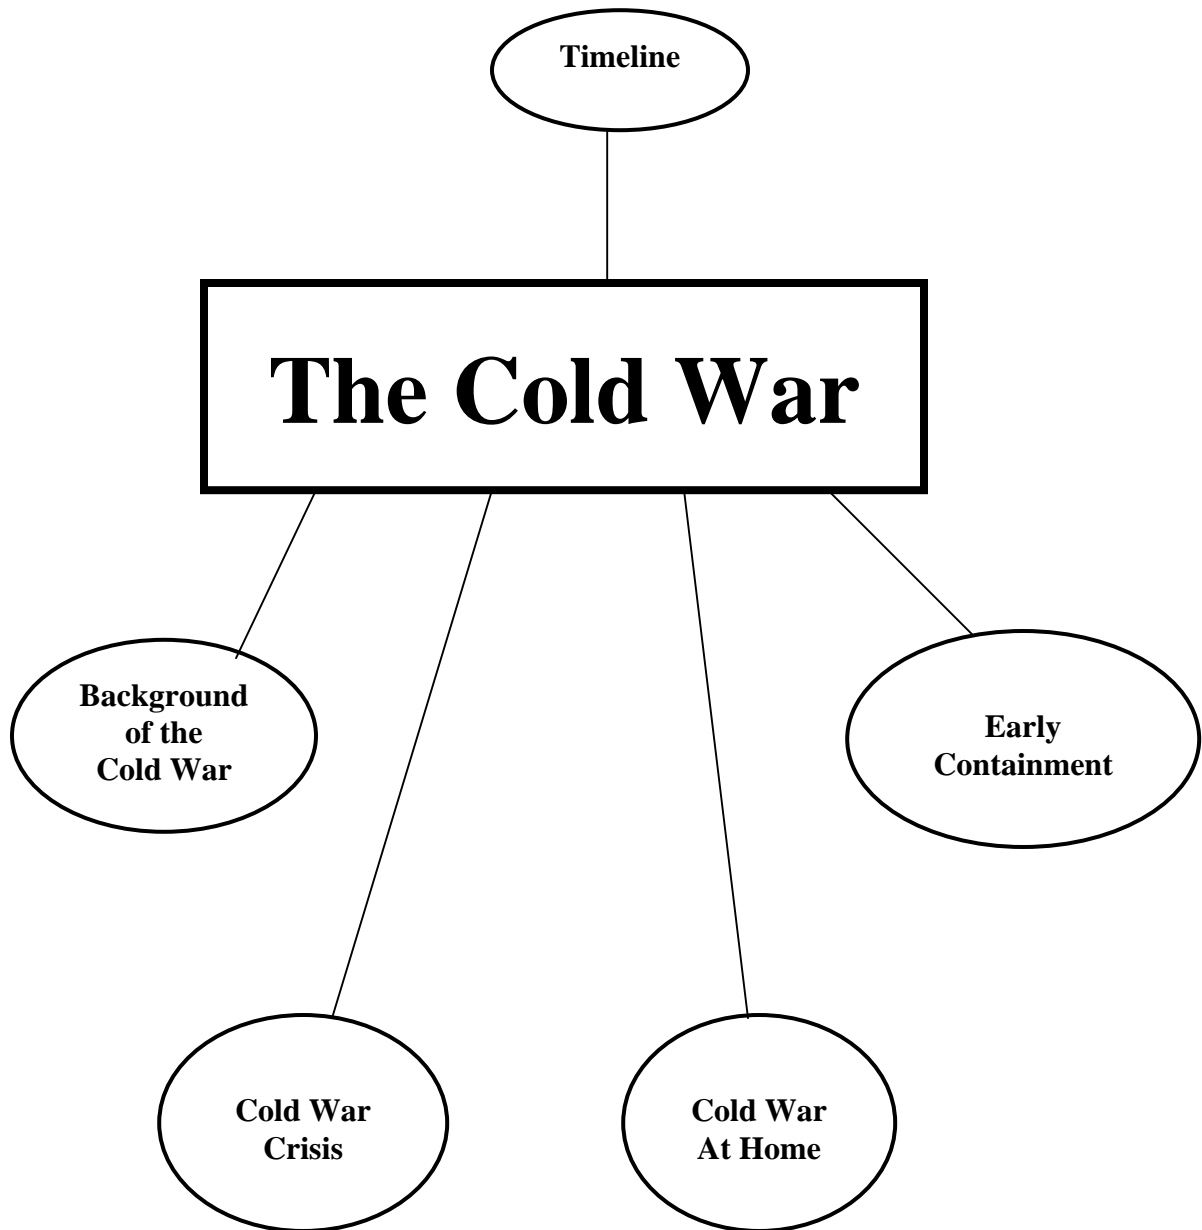 Timeline
The Cold War
Background
of the
Cold War
Early
Containment
Cold War
Crisis
Cold War
At Home